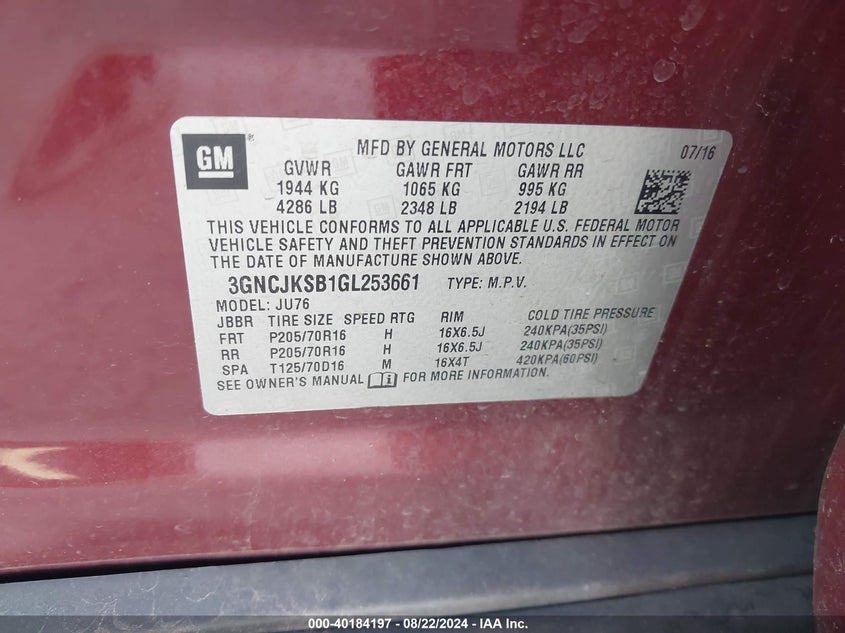 GM ®
MFD BY GENERAL MOTORS LLC 07/16
GVWR GAWR FRT GAWR RR
1944 KG 1065 KG 995 KG
4286 LB 2348 LB 2194 LB
THIS VEHICLE CONFORMS TO ALL APPLICABLE U.S. FEDERAL MOTOR
VEHICLE SAFETY AND THEFT PREVENTION STANDARDS IN EFFECT ON
THE DATE OF MANUFACTURE SHOWN ABOVE.
3GNCJKSB1GL253661 TYPE: M.P.V.
MODEL: JU76
JBBR TIRE SIZE SPEED RTG RIM COLD TIRE PRESSURE
FRT P205/70R16 H 16X6.5J 240KPA(35PSI)
RR P205/70R16 H 16X6.5J 240KPA(35PSI)
SPA T125/70D16 M 16X4T 420KPA(60PSI)
SEE OWNER'S MANUAL FOR MORE INFORMATION.
000-40184197 - 08/22/2024 - IAA Inc.